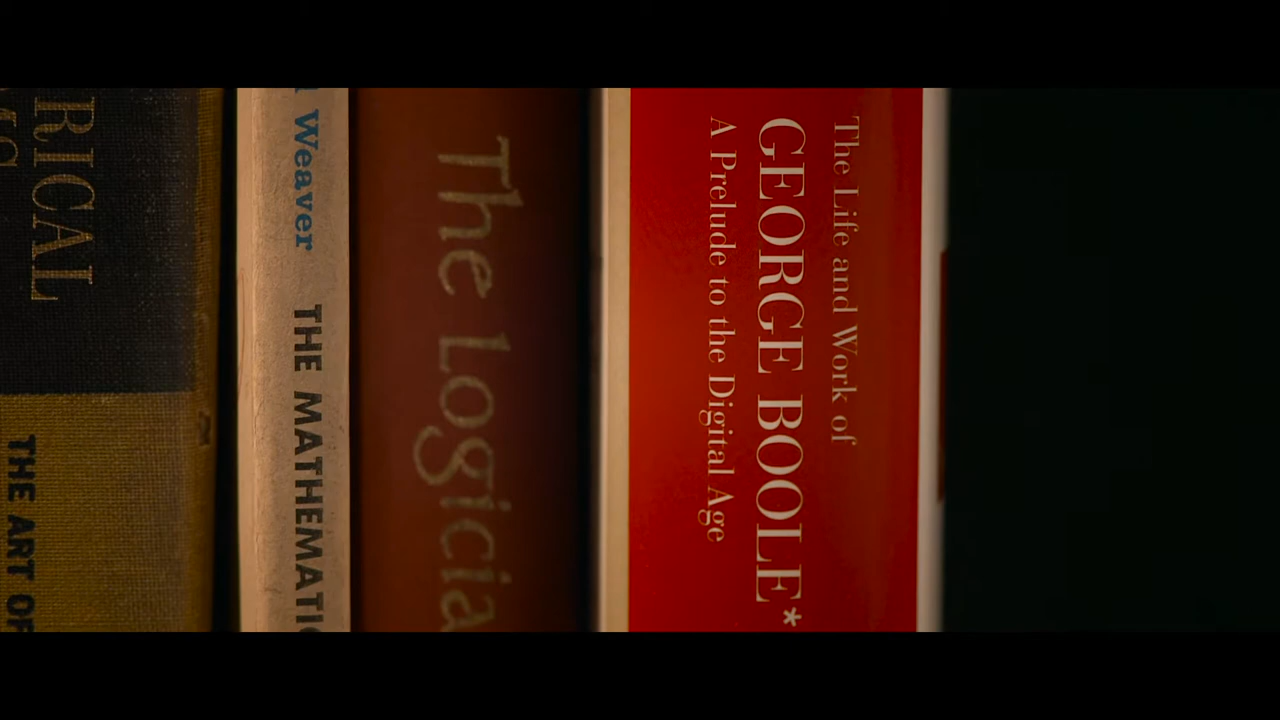 RICAL
THE ART OF
Weaver THE MATHEMATIC
The Logicia
The Life and Work of
GEORGE BOOLE*
A Prelude to the Digital Age